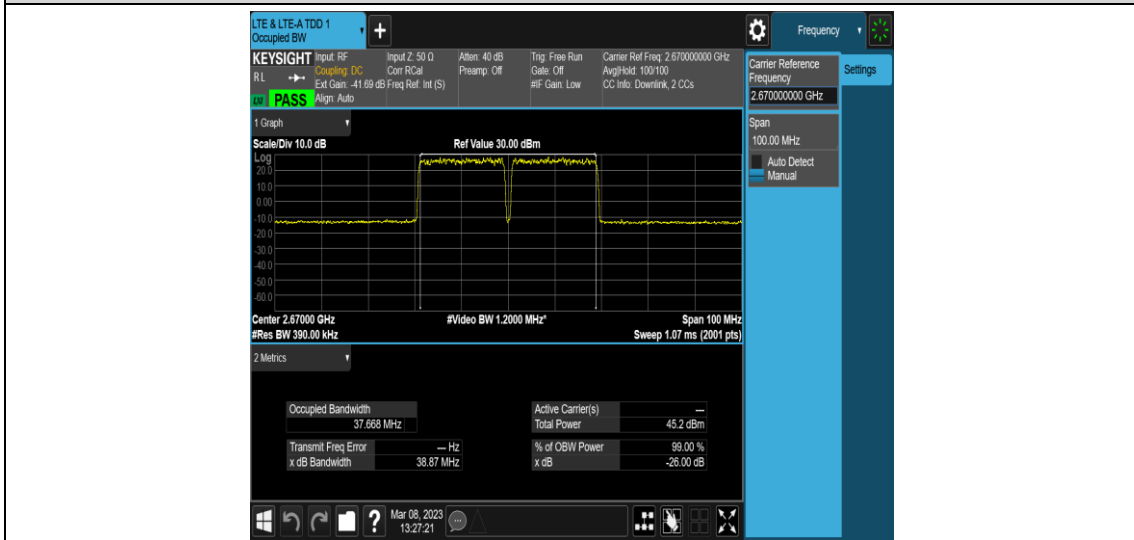 LTE & LTE-A TDD 1
Occupied BW
+
Frequency
KEYSIGHT
RL
LXI PASS
Input: RF
Coupling: DC
Ext Gain: -41.69 dB
Align: Auto
Input Z: 50 Ω
Corr RCal
Freq Ref: Int (S)
Atten: 40 dB
Preamp: Off
Trig: Free Run
Gate: Off
#IF Gain: Low
Carrier Ref Freq: 2.670000000 GHz
Avg|Hold: 100/100
CC Info: Downlink, 2 CCs
Carrier Reference
Frequency
2.670000000 GHz
Settings
Span
100.00 MHz
Auto Detect
Manual
1 Graph
Scale/Div 10.0 dB
Ref Value 30.00 dBm
Log
20.0
10.0
0.00
-10.0
-20.0
-30.0
-40.0
-50.0
-60.0
Center 2.67000 GHz
#Video BW 1.2000 MHz*
Span 100 MHz
#Res BW 390.00 kHz
Sweep 1.07 ms (2001 pts)
2 Metrics
Occupied Bandwidth
37.668 MHz
Transmit Freq Error --- Hz
x dB Bandwidth 38.87 MHz
Active Carrier(s) ---
Total Power 45.2 dBm
% of OBW Power 99.00 %
x dB -26.00 dB
?
Mar 08, 2023
13:27:21